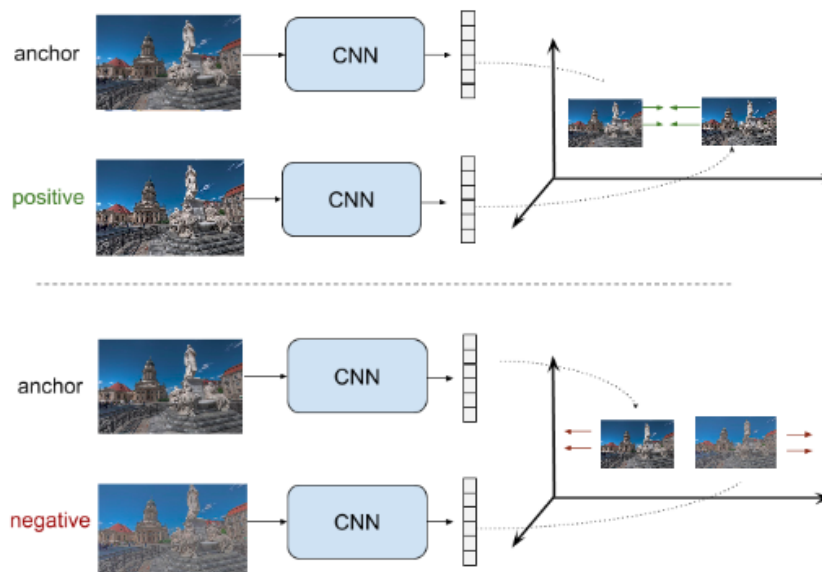 anchor
CNN
positive
CNN
anchor
CNN
negative
CNN